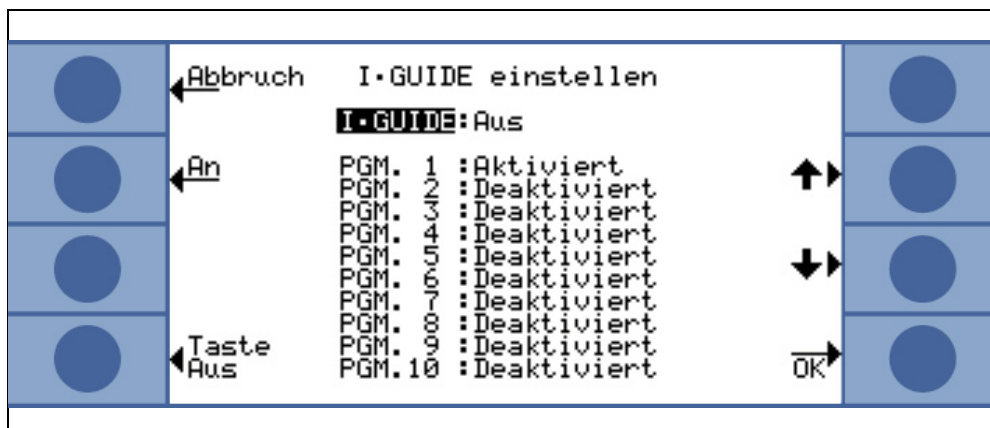 Abbruch I·GUIDE einstellen
I·GUIDE:Aus
An
PGM. 1 :Aktiviert
PGM. 2 :Deaktiviert
PGM. 3 :Deaktiviert
PGM. 4 :Deaktiviert
PGM. 5 :Deaktiviert
PGM. 6 :Deaktiviert
PGM. 7 :Deaktiviert
PGM. 8 :Deaktiviert
PGM. 9 :Deaktiviert
PGM.10 :Deaktiviert
Taste
Aus
OK